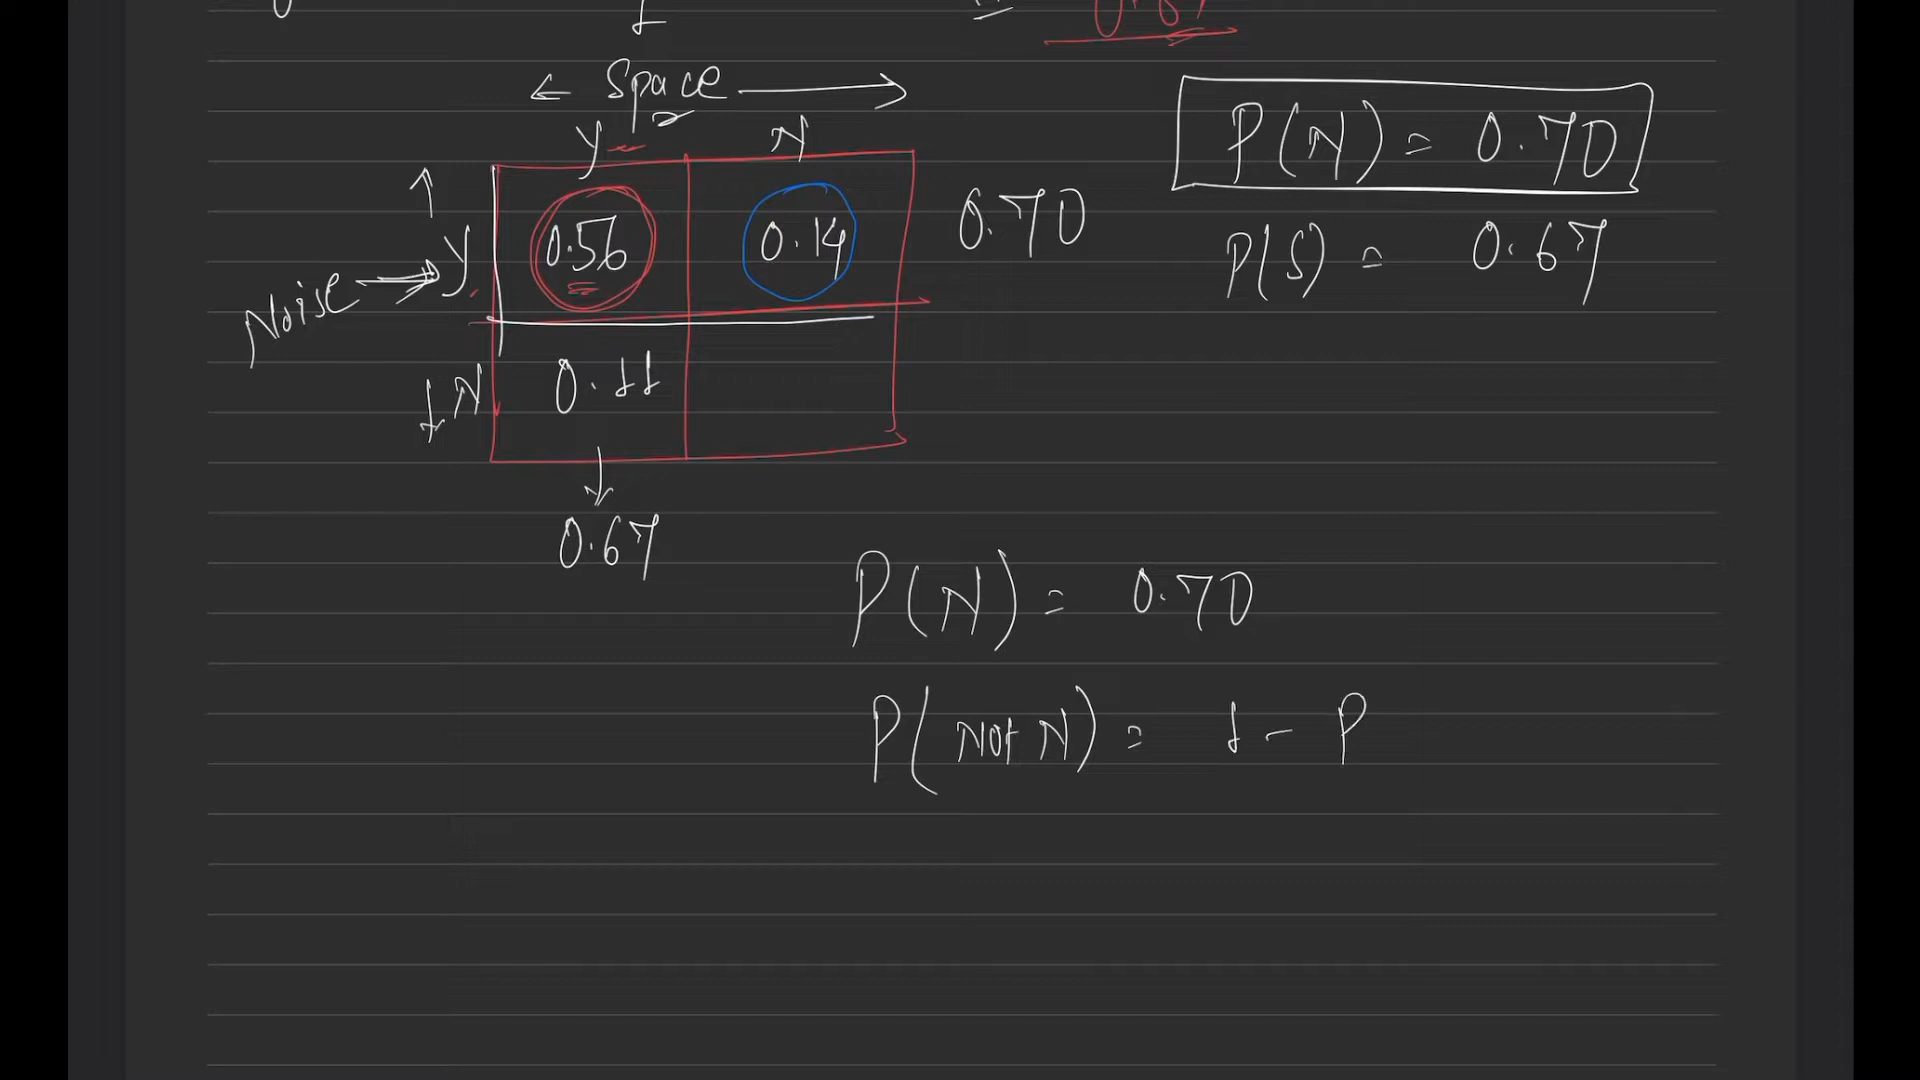 Space
Y N
P(N) = 0.70
Y 0.56 0.14 0.70
P(S) = 0.67
Noise
N 0.11
0.67
P(N) = 0.70
P(Not N) = 1 - P